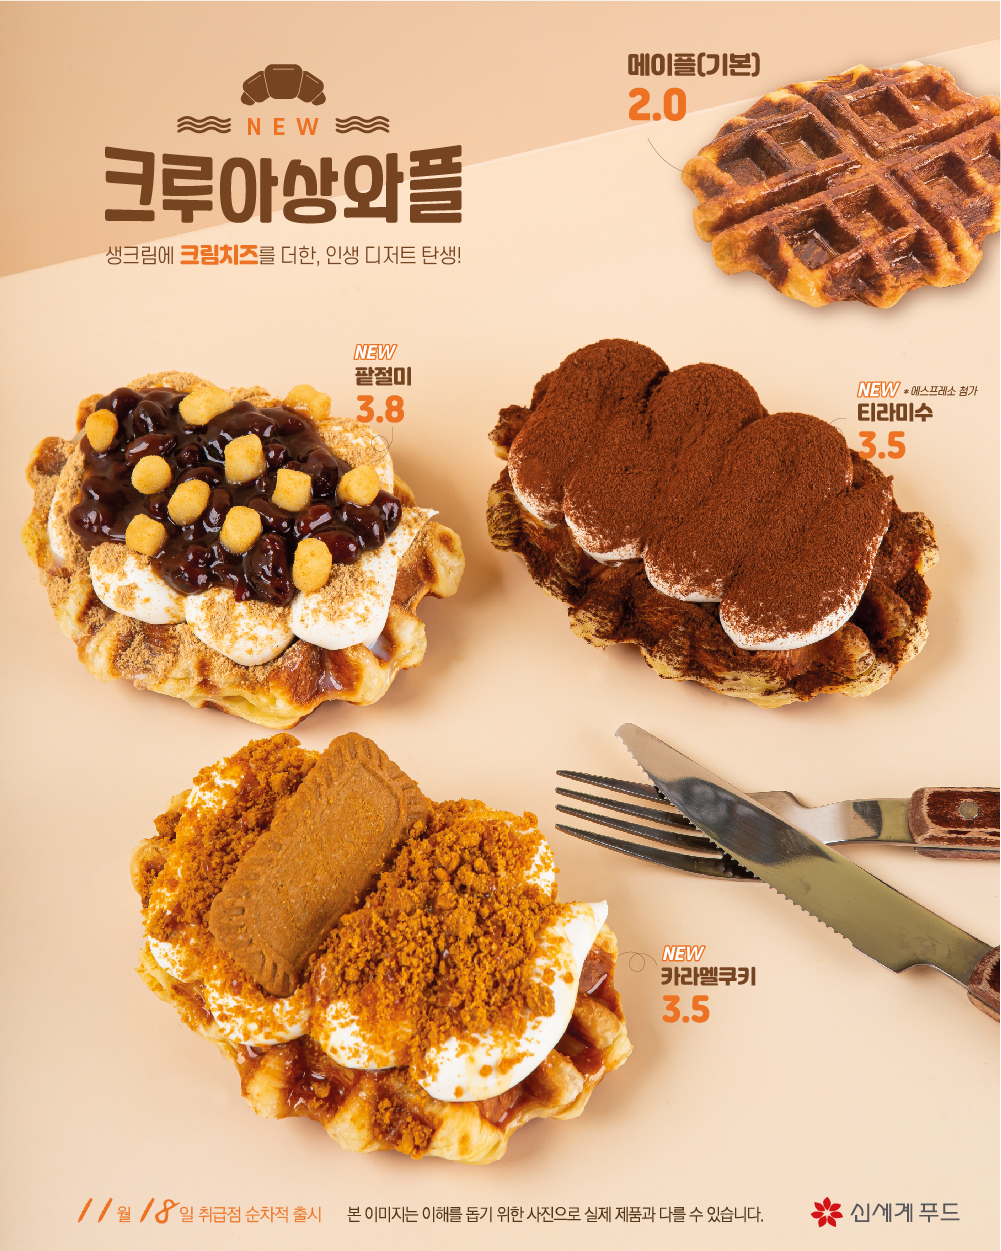 NEW
크루아상와플
생크림에 크림치즈를 더한, 인생 디저트 탄생!
메이플(기본)
2.0
NEW
팥절미
3.8
NEW *에스프레소 첨가
티라미수
3.5
NEW
카라멜쿠키
3.5
11월 18일 취급점 순차적 출시 본 이미지는 이해를 돕기 위한 사진으로 실제 제품과 다를 수 있습니다. 신세계푸드